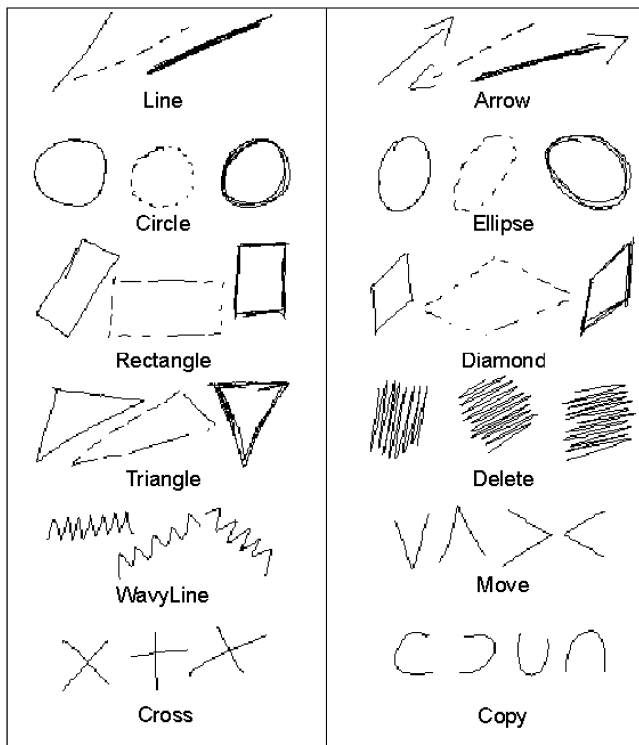 Line
Arrow
Circle
Ellipse
Rectangle
Diamond
Triangle
Delete
WavyLine
Move
Cross
Copy